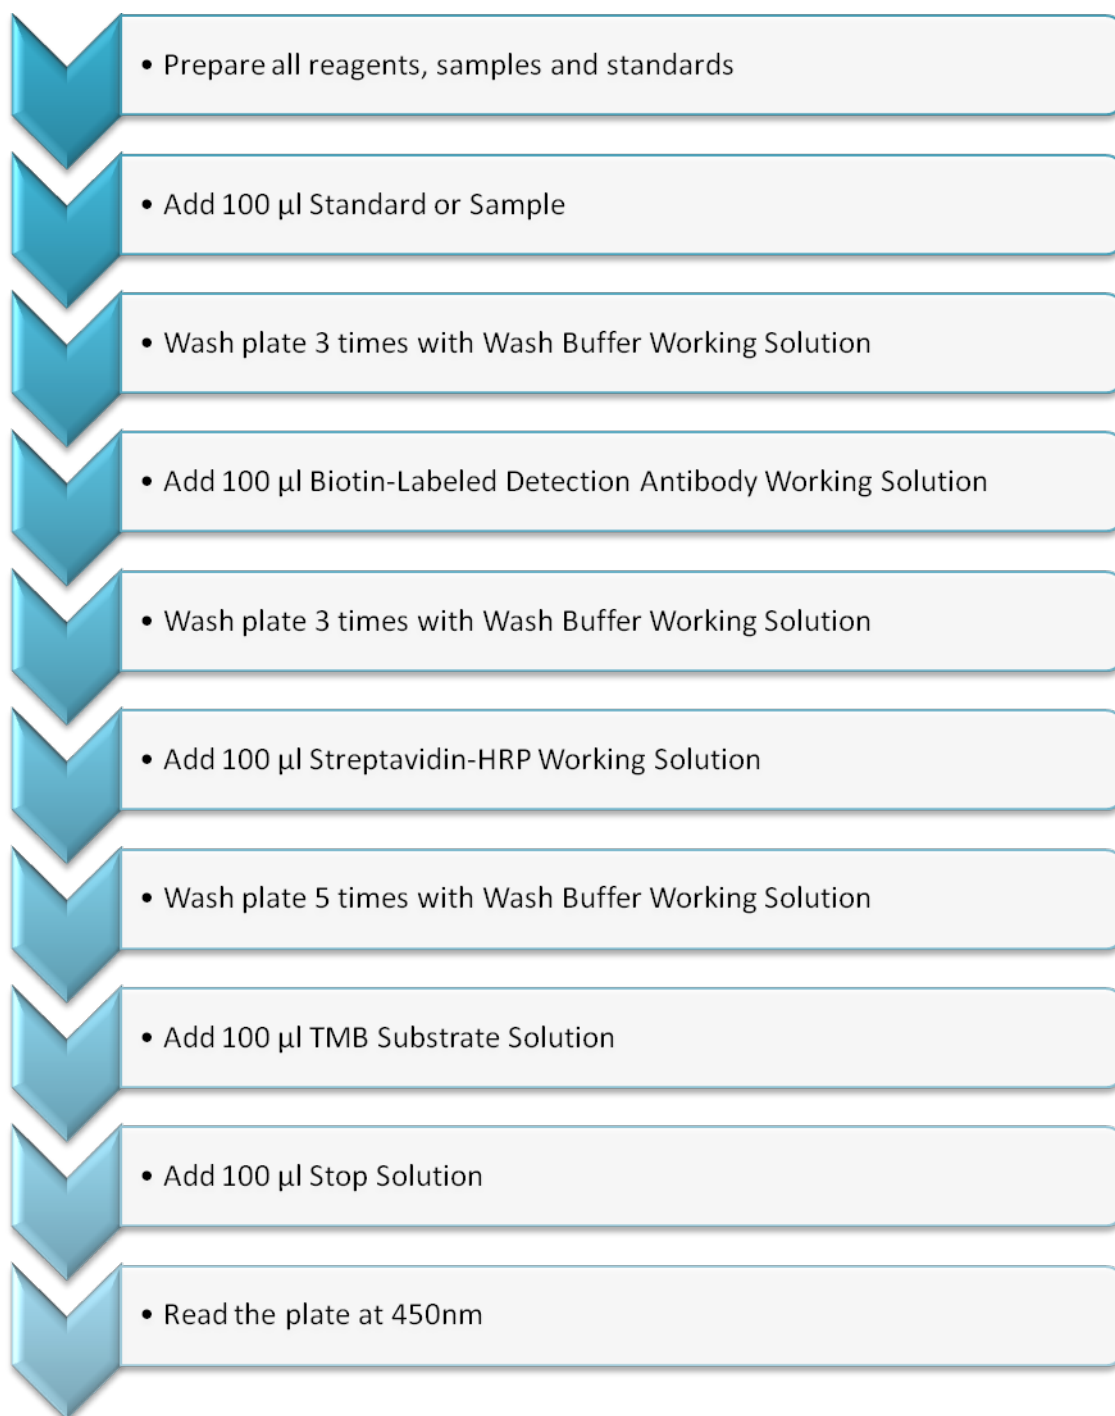 • Prepare all reagents, samples and standards
• Add 100 µl Standard or Sample
• Wash plate 3 times with Wash Buffer Working Solution
• Add 100 µl Biotin-Labeled Detection Antibody Working Solution
• Wash plate 3 times with Wash Buffer Working Solution
• Add 100 µl Streptavidin-HRP Working Solution
• Wash plate 5 times with Wash Buffer Working Solution
• Add 100 µl TMB Substrate Solution
• Add 100 µl Stop Solution
• Read the plate at 450nm